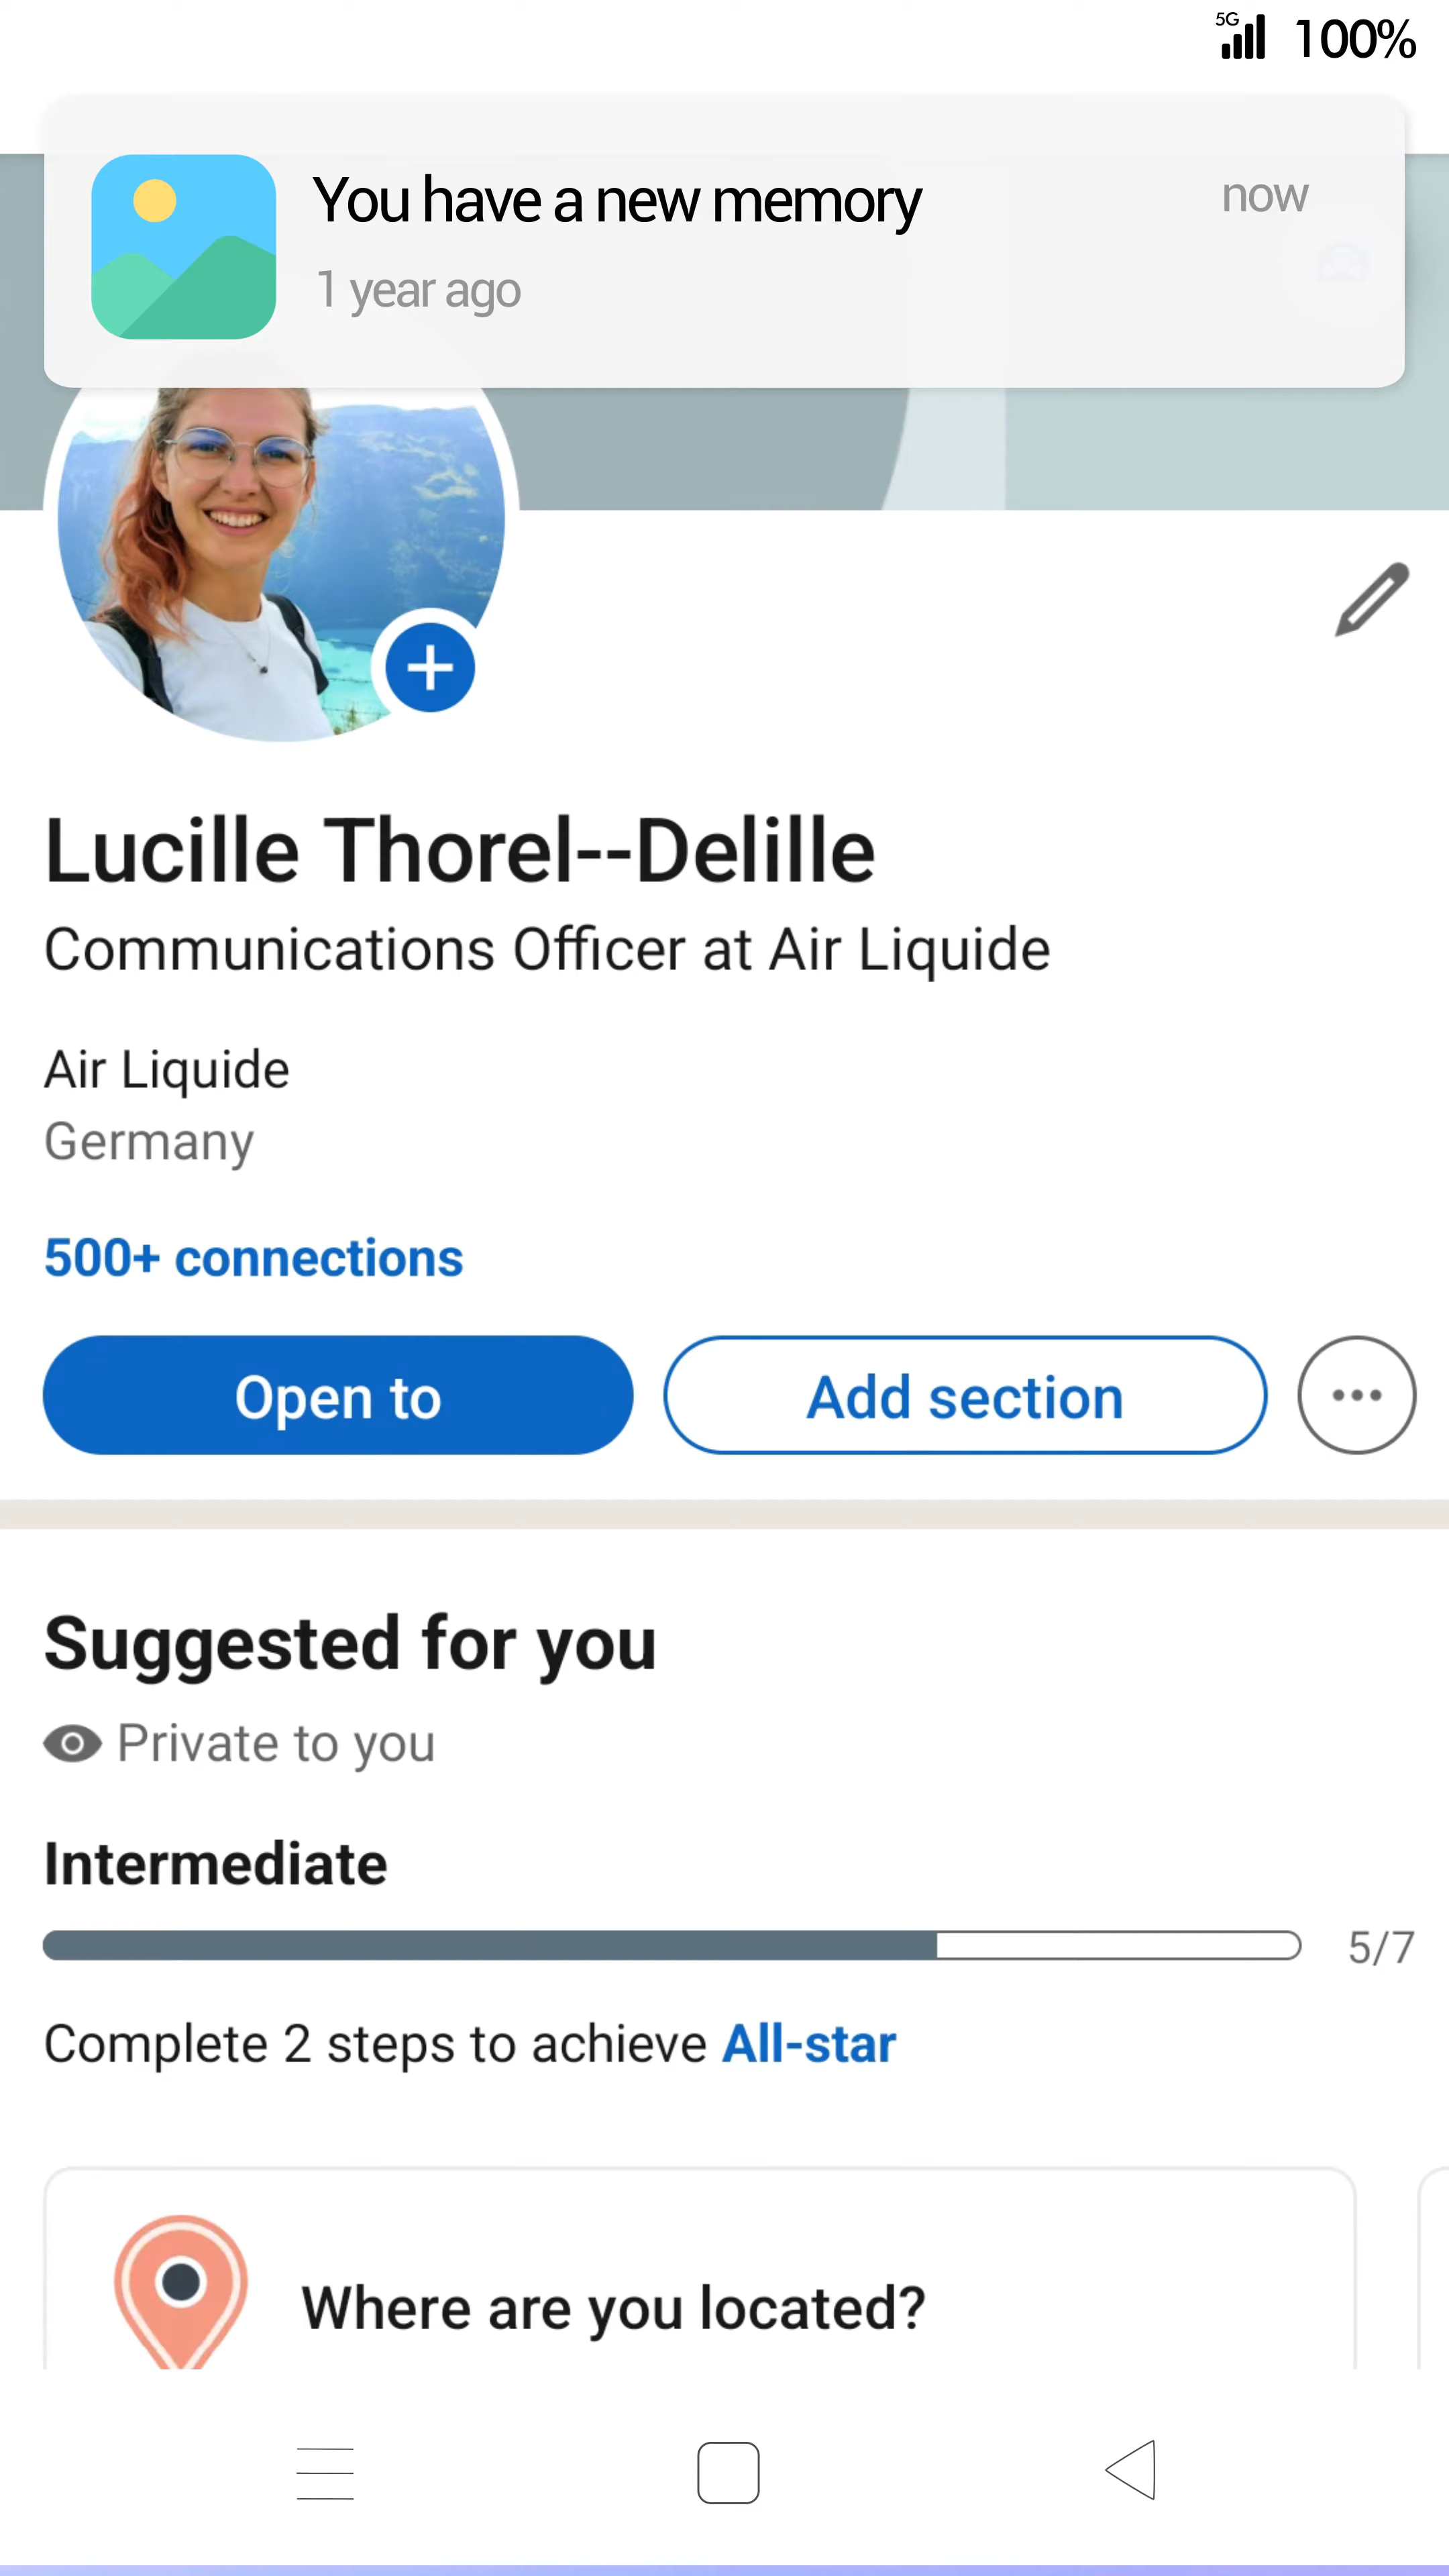 5G 100%
You have a new memory now
1 year ago
Lucille Thorel--Delille
Communications Officer at Air Liquide
Air Liquide
Germany
500+ connections
Open to Add section
Suggested for you
Private to you
Intermediate
5/7
Complete 2 steps to achieve All-star
Where are you located?